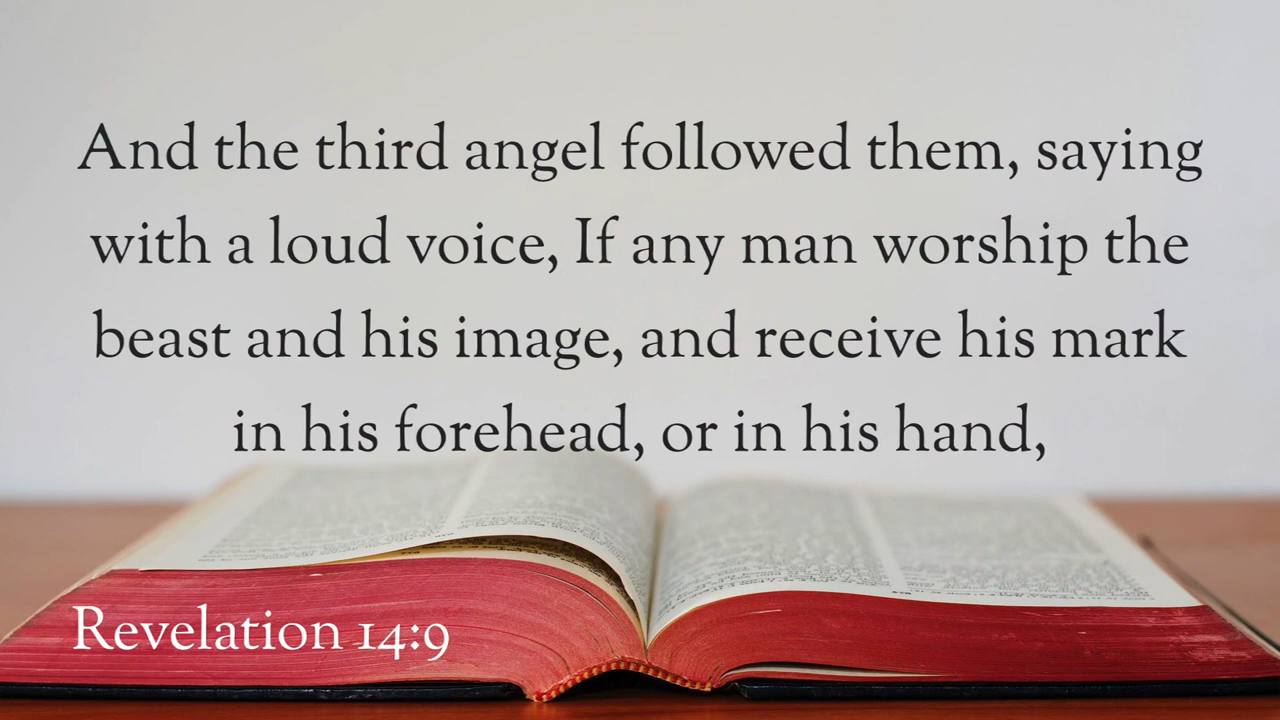 And the third angel followed them, saying
with a loud voice, If any man worship the
beast and his image, and receive his mark
in his forehead, or in his hand,
Revelation 14:9